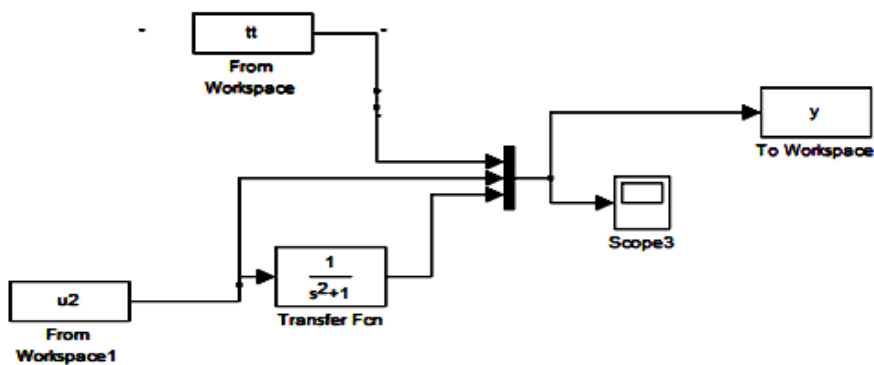 tt
From
Workspace
y
To Workspace
Scope3
1
s²+1
Transfer Fcn
u2
From
Workspace1